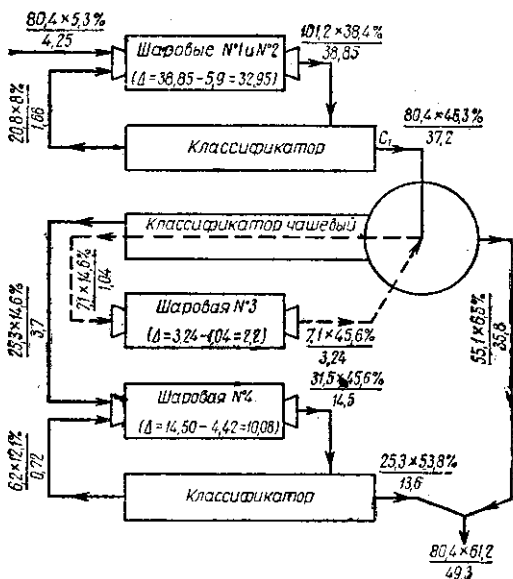 80,4×5,3%
4,25
Шаровые №1 и №2
(Δ = 38,85 – 5,9 = 32,95)
101,2×38,4%
38,85
20,8×8%
1,66
Классификатор
С₁
80,4×46,3%
37,2
Классификатор чашевый
7,1×14,6%
1,04
Шаровая №3
(Δ = 3,24 – 1,04 = 2,2)
7,1×45,6%
3,24
3,7
55,1×6,5%
35,8
31,5×45,6%
14,5
Шаровая №4
(Δ = 14,50 – 4,42 = 10,08)
6,2×12,1%
0,72
Классификатор
25,3×53,8%
13,6
80,4×61,2
49,3